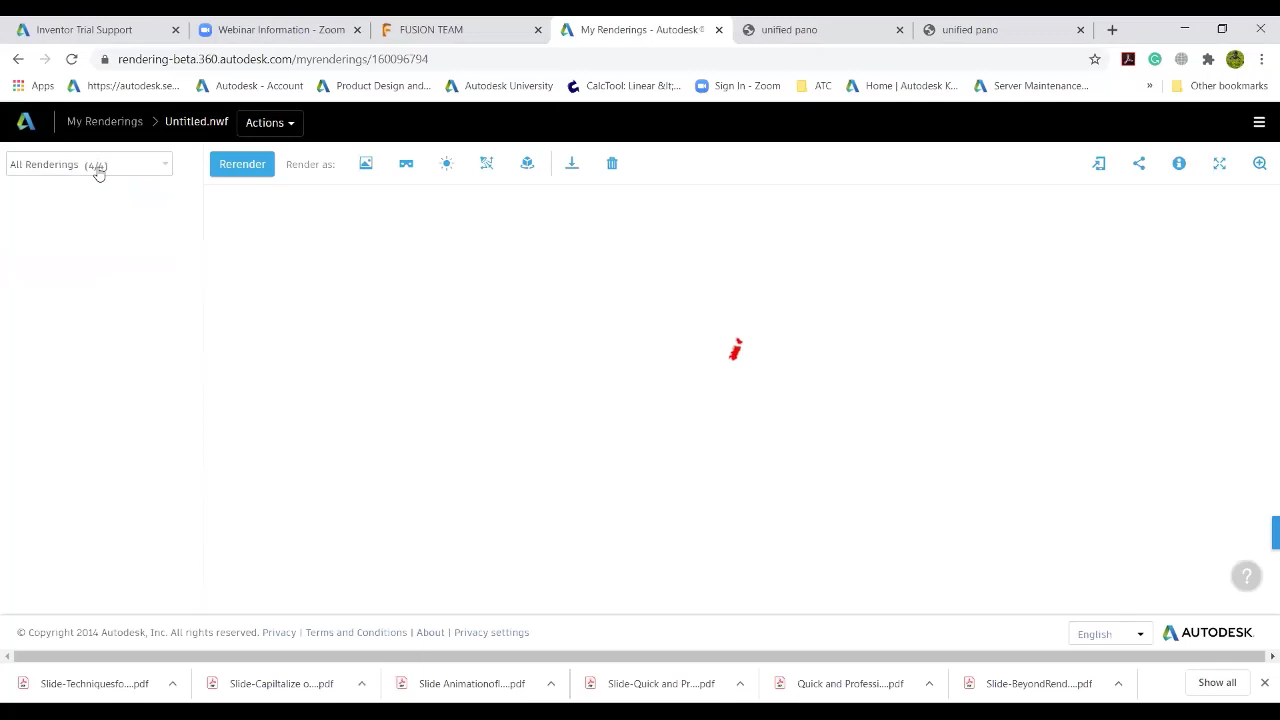 Inventor Trial Support
Webinar Information - Zoom
FUSION TEAM
My Renderings - Autodesk®
unified pano
unified pano
rendering-beta.360.autodesk.com/myrenderings/16009679
Apps
https://autodesk.se...
Autodesk - Account
Product Design and...
Autodesk University
CalcTool: Linear &lt;...
Sign In - Zoom
ATC
Home | Autodesk K...
Server Maintenance...
»
Other bookmarks
My Renderings > Untitled.nwf
Actions
All Renderings (4/4)
Rerender
Render as:
© Copyright 2014 Autodesk, Inc. All rights reserved. Privacy | Terms and Conditions | About | Privacy settings
English
AUTODESK.
Slide-Techniquesfo....pdf
Slide-Capiltalize o....pdf
Slide Animationofl....pdf
Slide-Quick and Pr....pdf
Quick and Professi....pdf
Slide-BeyondRend....pdf
Show all